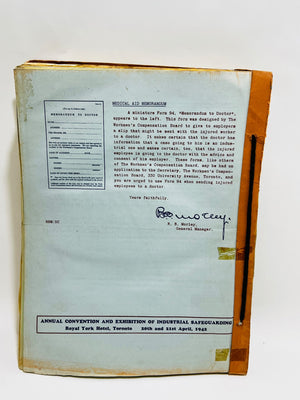 MEDICAL AID MEMORANDUM
A miniature Form 94, "Memorandum to Doctor",
appears to the left. This form was designed by The
Workmen's Compensation Board to give to employers
a slip that might be sent with the injured worker
to a doctor. It makes certain that the doctor has
information that a case going to him is an indus-
trial one and makes certain, too, that the injured
employee is going to the doctor with the advice and
consent of his employer. These forms, like others
of The Workmen's Compensation Board, may be had on
application to the Secretary, The Workmen's Compen-
sation Board, University Avenue, Toronto, and
you are urged to use Form 94 when sending injured
employees to a doctor.
Yours faithfully,
R. B. Morley,
General Manager.
MEMORANDUM TO DOCTOR
ANNUAL CONVENTION AND EXHIBITION OF INDUSTRIAL SAFEGUARDING
Royal York Hotel, Toronto 20th and 21st April, 1942